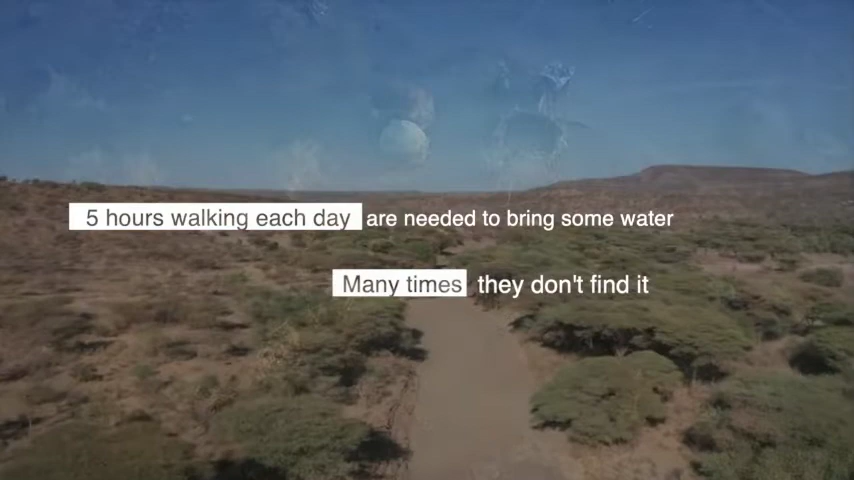 5 hours walking each day are needed to bring some water
Many times they don't find it